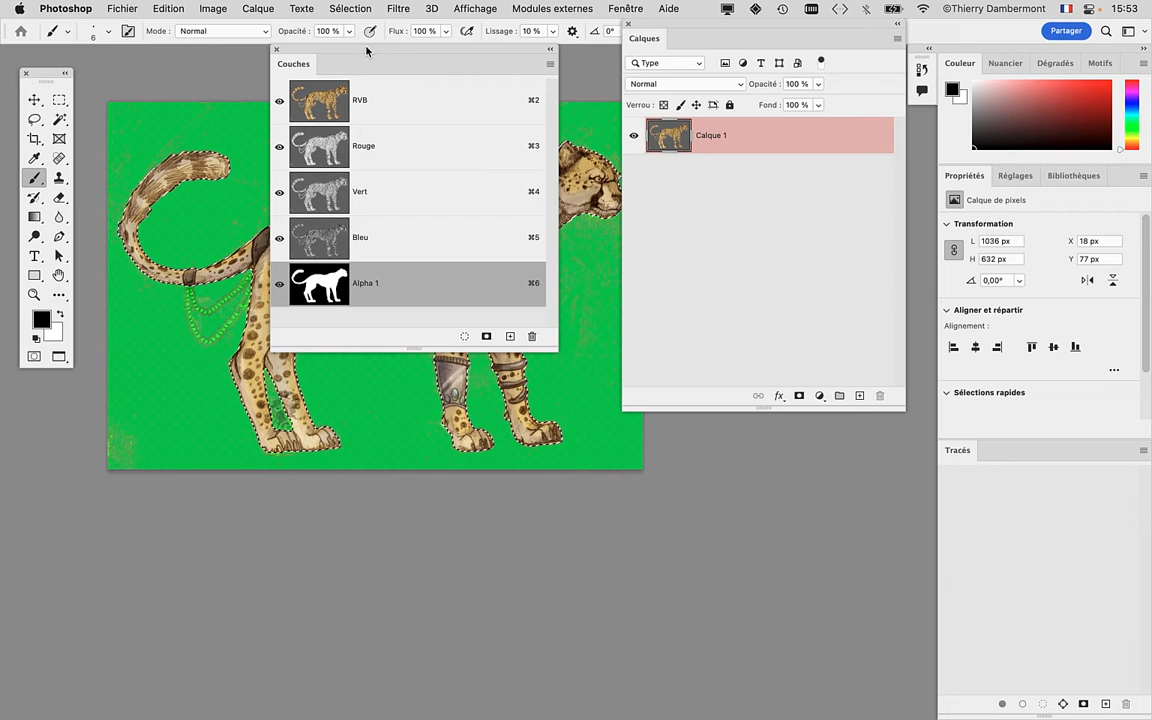 Photoshop Fichier Edition Image Calque Texte Sélection Filtre 3D Affichage Modules externes Fenêtre Aide ©Thierry Dambermont 15:53
6 Mode : Normal Opacité : 100 % Flux : 100 % Lissage : 10 % 0° Partager
Couches
RVB ⌘2
Rouge ⌘3
Vert ⌘4
Bleu ⌘5
Alpha 1 ⌘6
Calques
Type
Normal Opacité : 100 %
Verrou : Fond : 100 %
Calque 1
fx
Couleur Nuancier Dégradés Motifs
Propriétés Réglages Bibliothèques
Calque de pixels
Transformation
L 1036 px X 18 px
H 632 px Y 77 px
0,00°
Aligner et répartir
Alignement :
Sélections rapides
Tracés